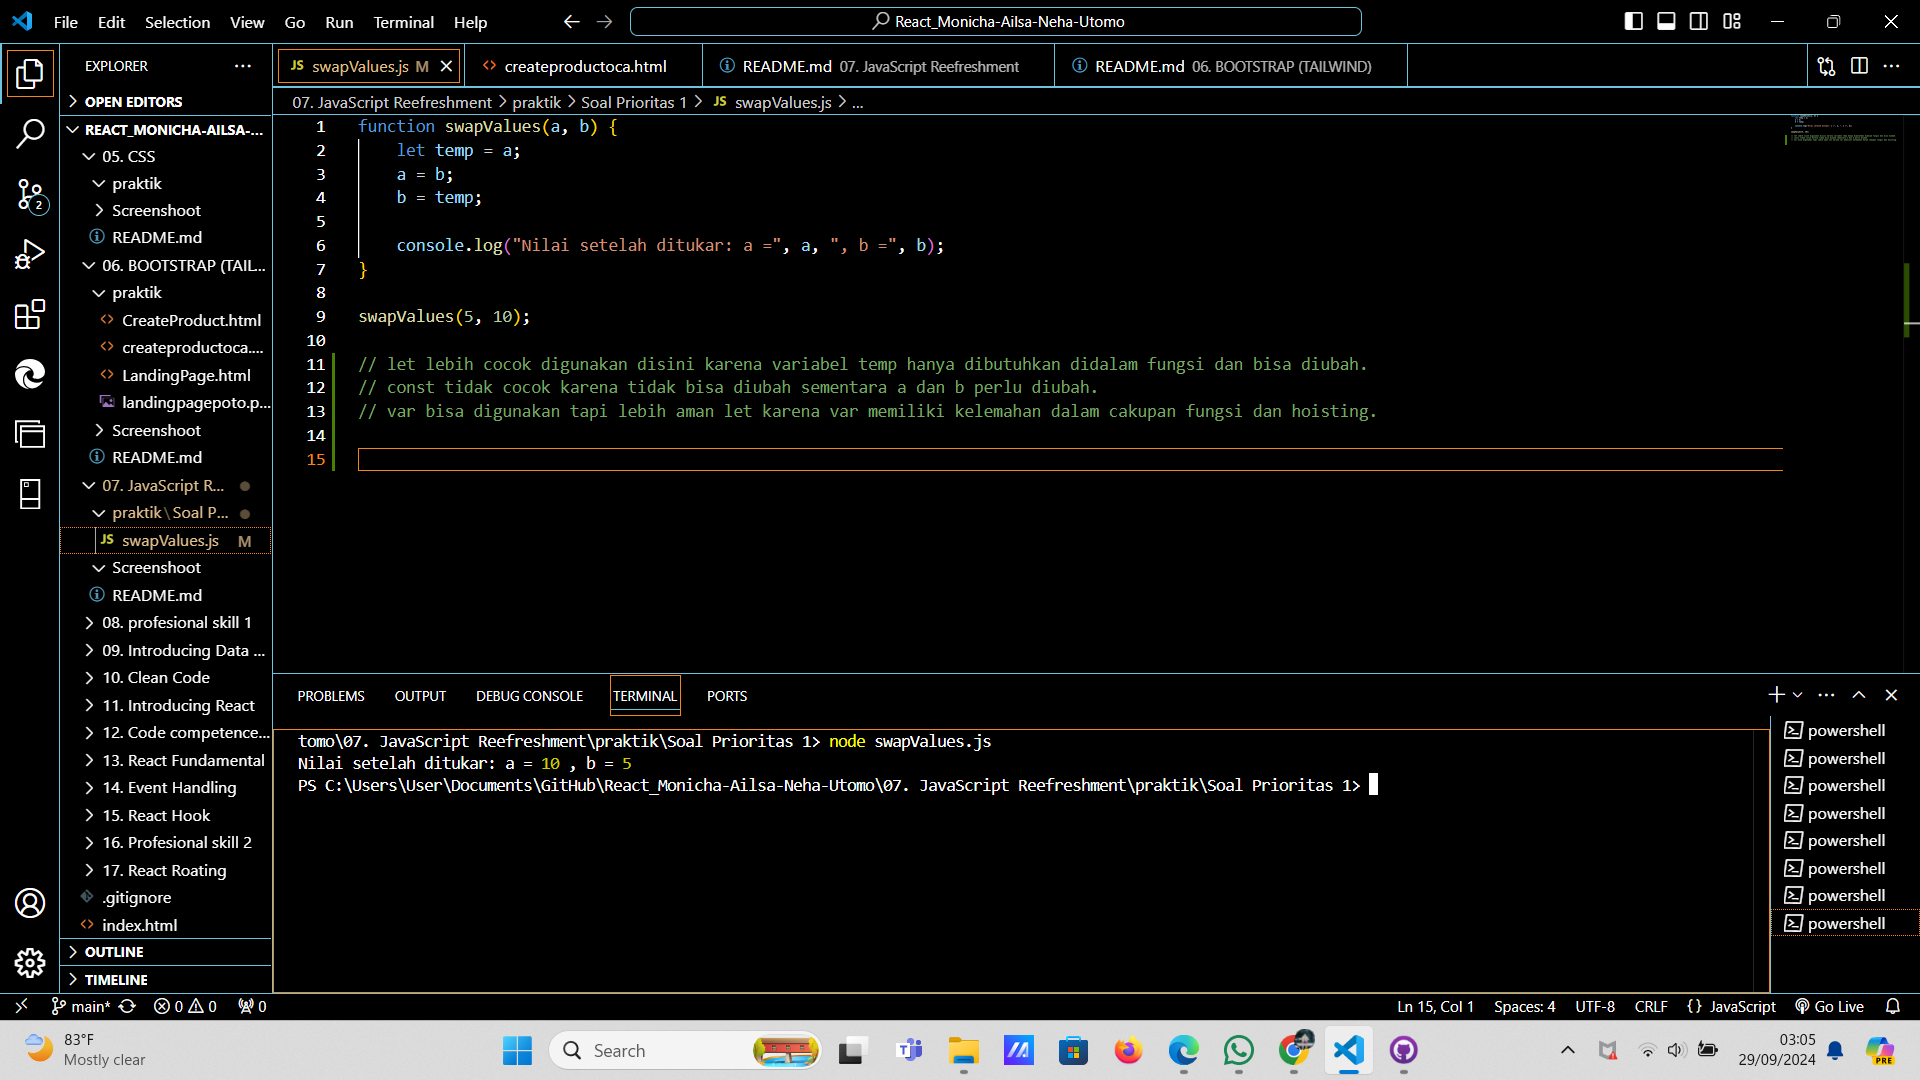 File Edit Selection View Go Run Terminal Help
React_Monicha-Ailsa-Neha-Utomo
EXPLORER
OPEN EDITORS
REACT_MONICHA-AILSA-...
05. CSS
praktik
Screenshoot
README.md
06. BOOTSTRAP (TAIL...
praktik
CreateProduct.html
createproductoca....
LandingPage.html
landingpagepoto.p...
Screenshoot
README.md
07. JavaScript R...
praktik\Soal P...
JS swapValues.js M
Screenshoot
README.md
08. profesional skill 1
09. Introducing Data ...
10. Clean Code
11. Introducing React
12. Code competence...
13. React Fundamental
14. Event Handling
15. React Hook
16. Profesional skill 2
17. React Roating
.gitignore
index.html
OUTLINE
TIMELINE
2
JS swapValues.js M
createproductoca.html
README.md 07. JavaScript Reefreshment
README.md 06. BOOTSTRAP (TAILWIND)
07. JavaScript Reefreshment > praktik > Soal Prioritas 1 > JS swapValues.js > ...
1 function swapValues(a, b) {
2 let temp = a;
3 a = b;
4 b = temp;
5
6 console.log("Nilai setelah ditukar: a =", a, ", b =", b);
7 }
8
9 swapValues(5, 10);
10
11 // let lebih cocok digunakan disini karena variabel temp hanya dibutuhkan didalam fungsi dan bisa diubah.
12 // const tidak cocok karena tidak bisa diubah sementara a dan b perlu diubah.
13 // var bisa digunakan tapi lebih aman let karena var memiliki kelemahan dalam cakupan fungsi dan hoisting.
14
15
PROBLEMS OUTPUT DEBUG CONSOLE TERMINAL PORTS
tomo\07. JavaScript Reefreshment\praktik\Soal Prioritas 1> node swapValues.js
Nilai setelah ditukar: a = 10 , b = 5
PS C:\Users\User\Documents\GitHub\React_Monicha-Ailsa-Neha-Utomo\07. JavaScript Reefreshment\praktik\Soal Prioritas 1>
powershell
powershell
powershell
powershell
powershell
powershell
powershell
powershell
main* 0 0 0
Ln 15, Col 1 Spaces: 4 UTF-8 CRLF {} JavaScript Go Live
83°F
Mostly clear
Search
03:05
29/09/2024
PRE